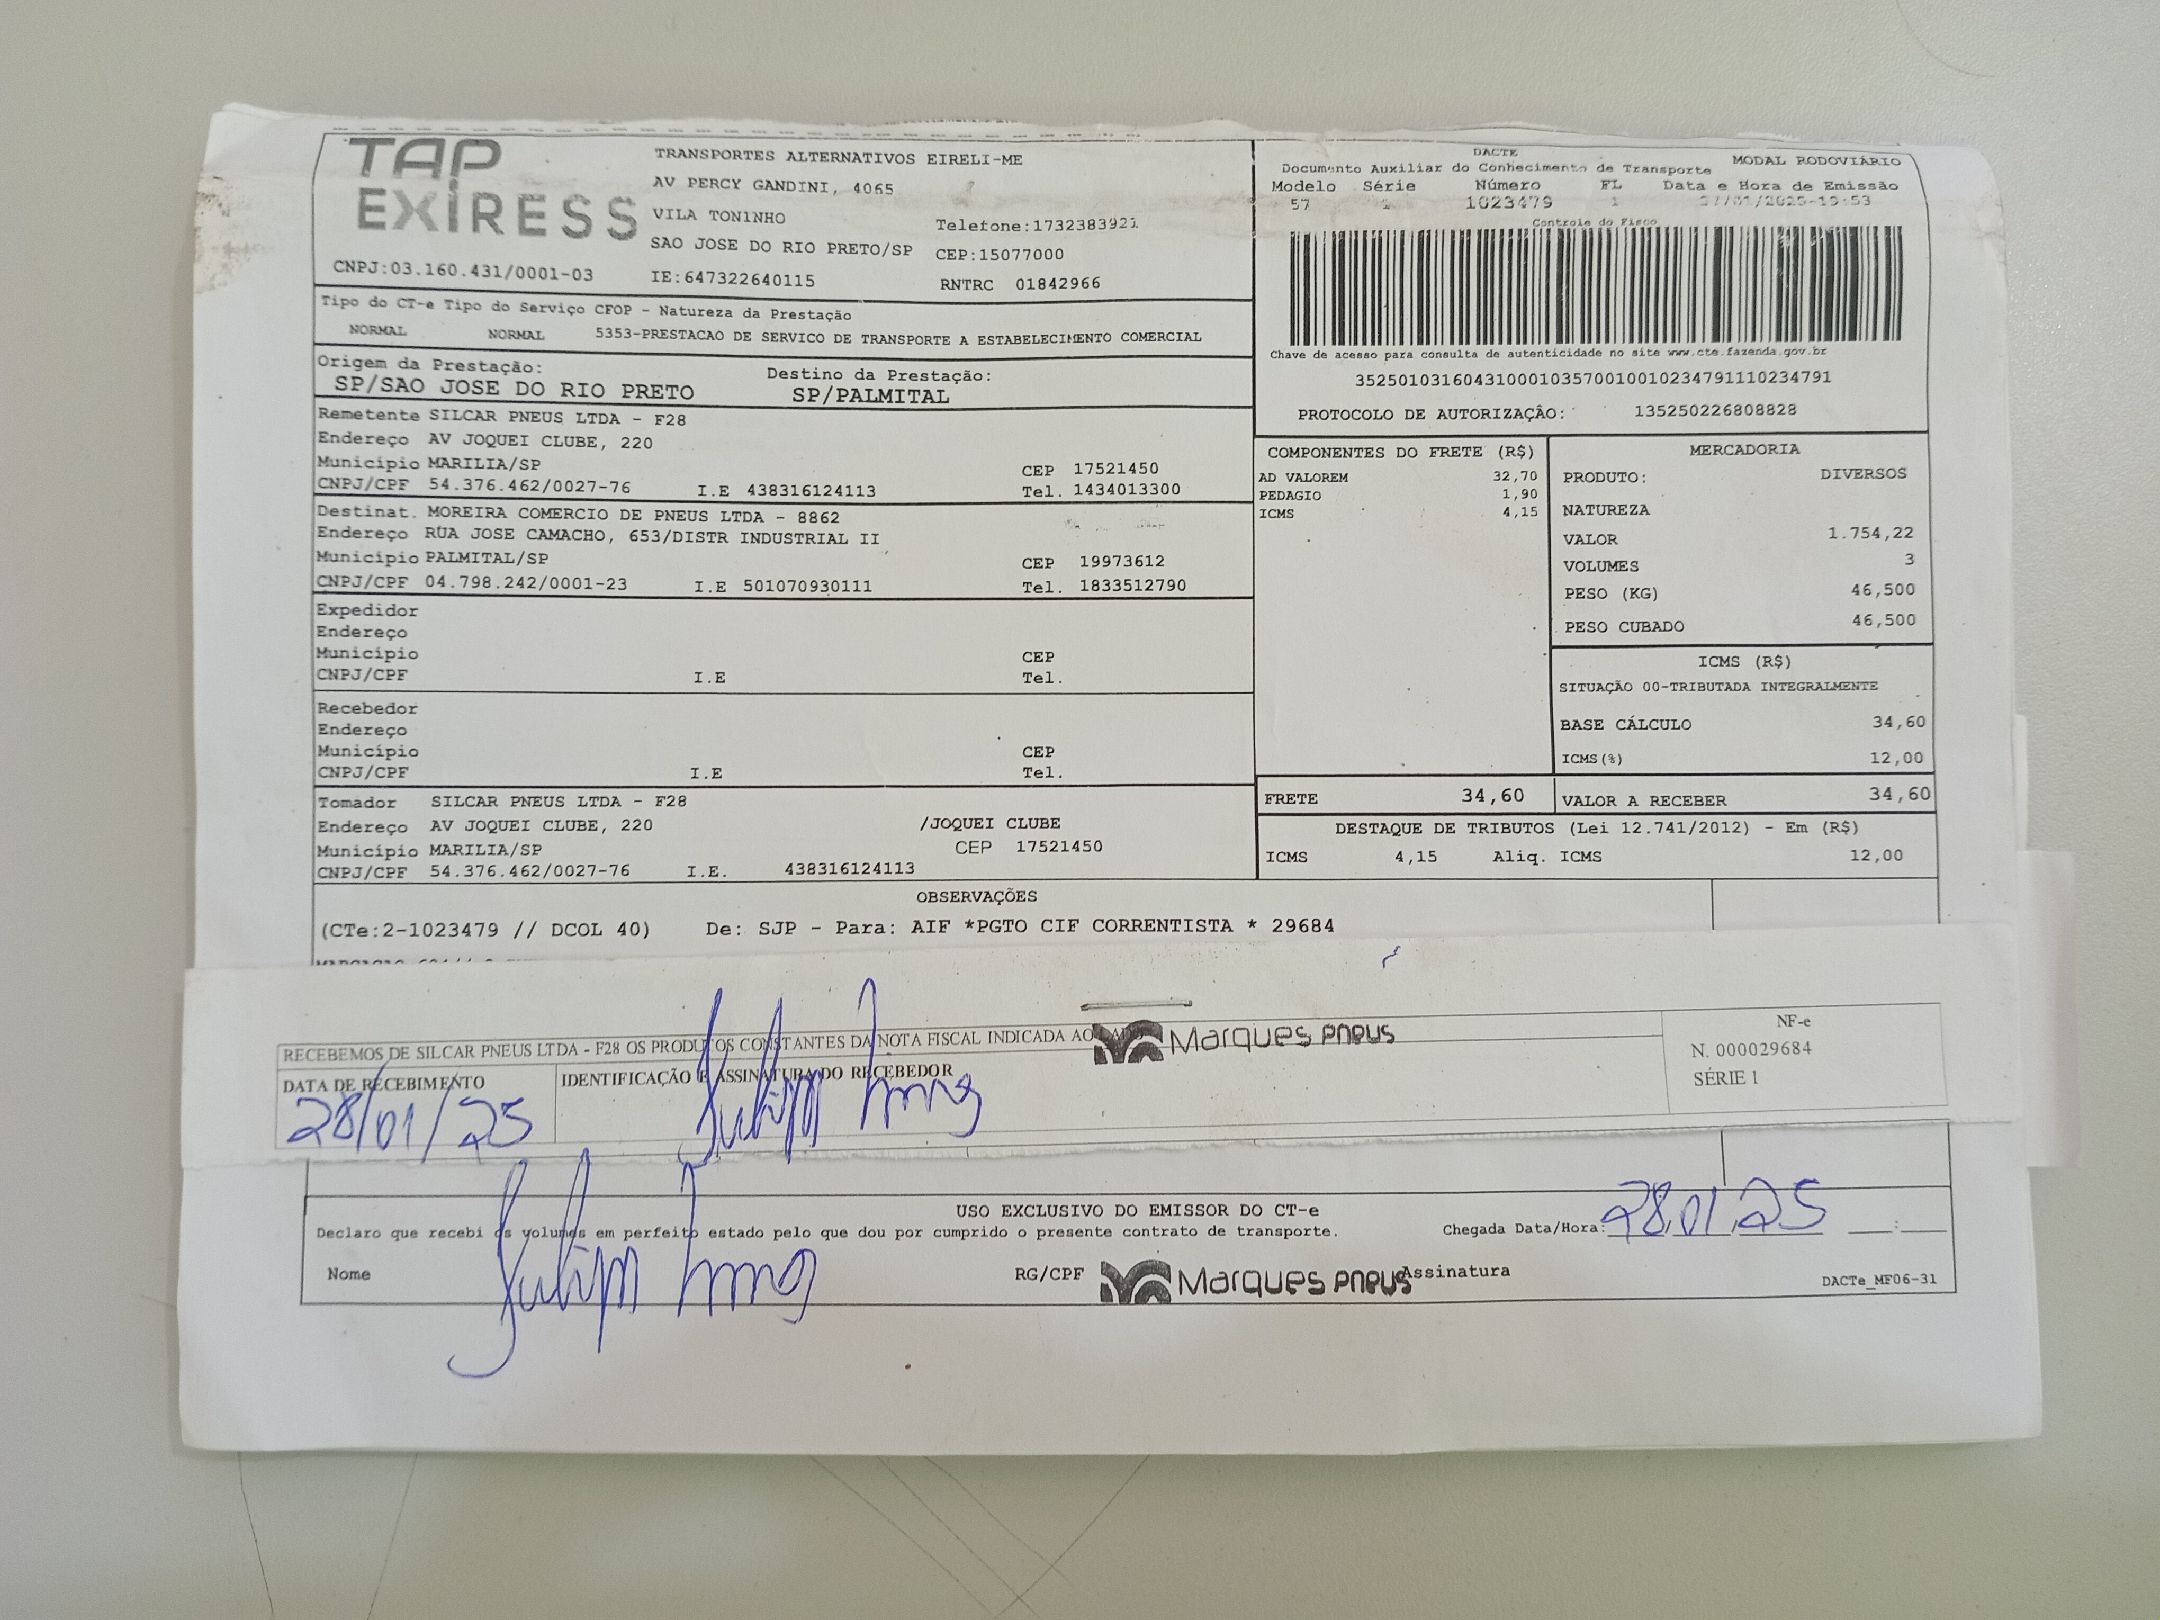 TAP
EXPRESS
TRANSPORTES ALTERNATIVOS EIRELI-ME
AV PERCY GANDINI, 4065
VILA TONINHO
Telefone:1732383921
SAO JOSE DO RIO PRETO/SP CEP:15077000
CNPJ:03.160.431/0001-03 IE:647322640115 RNTRC 01842966
DACTE
Documento Auxiliar do Conhecimento de Transporte MODAL RODOVIÁRIO
Modelo Série Número FL Data e Hora de Emissão
57 1023479 1 27/01/2025-19:53
Controle do Fisco
Chave de acesso para consulta de autenticidade no site www.cte.fazenda.gov.br
35250103160431000103570010010234791110234791
PROTOCOLO DE AUTORIZAÇÃO: 135250226808828
Tipo do CT-e Tipo do Serviço CFOP - Natureza da Prestação
NORMAL NORMAL 5353-PRESTACAO DE SERVICO DE TRANSPORTE A ESTABELECIMENTO COMERCIAL
Origem da Prestação: Destino da Prestação:
SP/SAO JOSE DO RIO PRETO SP/PALMITAL
Remetente SILCAR PNEUS LTDA - F28
Endereço AV JOQUEI CLUBE, 220
Município MARILIA/SP CEP 17521450
CNPJ/CPF 54.376.462/0027-76 I.E 438316124113 Tel. 1434013300
Destinat. MOREIRA COMERCIO DE PNEUS LTDA - 8862
Endereço RUA JOSE CAMACHO, 653/DISTR INDUSTRIAL II
Município PALMITAL/SP CEP 19973612
CNPJ/CPF 04.798.242/0001-23 I.E 501070930111 Tel. 1833512790
Expedidor
Endereço
Município CEP
CNPJ/CPF I.E Tel.
Recebedor
Endereço
Município CEP
CNPJ/CPF I.E Tel.
Tomador SILCAR PNEUS LTDA - F28
Endereço AV JOQUEI CLUBE, 220 /JOQUEI CLUBE
Município MARILIA/SP CEP 17521450
CNPJ/CPF 54.376.462/0027-76 I.E. 438316124113
COMPONENTES DO FRETE (R$)
AD VALOREM 32,70
PEDAGIO 1,90
ICMS 4,15
MERCADORIA
PRODUTO: DIVERSOS
NATUREZA
VALOR 1.754,22
VOLUMES 3
PESO (KG) 46,500
PESO CUBADO 46,500
ICMS (R$)
SITUAÇÃO 00-TRIBUTADA INTEGRALMENTE
BASE CÁLCULO 34,60
ICMS(%) 12,00
FRETE 34,60 VALOR A RECEBER 34,60
DESTAQUE DE TRIBUTOS (Lei 12.741/2012) - Em (R$)
ICMS 4,15 Aliq. ICMS 12,00
OBSERVAÇÕES
(CTe:2-1023479 // DCOL 40) De: SJP - Para: AIF *PGTO CIF CORRENTISTA * 29684
RECEBEMOS DE SILCAR PNEUS LTDA - F28 OS PRODUTOS CONSTANTES DA NOTA FISCAL INDICADA AO
Marques Pneus
NF-e
N. 000029684
SÉRIE 1
DATA DE RECEBIMENTO IDENTIFICAÇÃO E ASSINATURA DO RECEBEDOR
28/01/25
USO EXCLUSIVO DO EMISSOR DO CT-e
Declaro que recebi os volumes em perfeito estado pelo que dou por cumprido o presente contrato de transporte. Chegada Data/Hora: 28 01 25 :
Nome RG/CPF Marques Pneus Assinatura DACTe_MF06-31